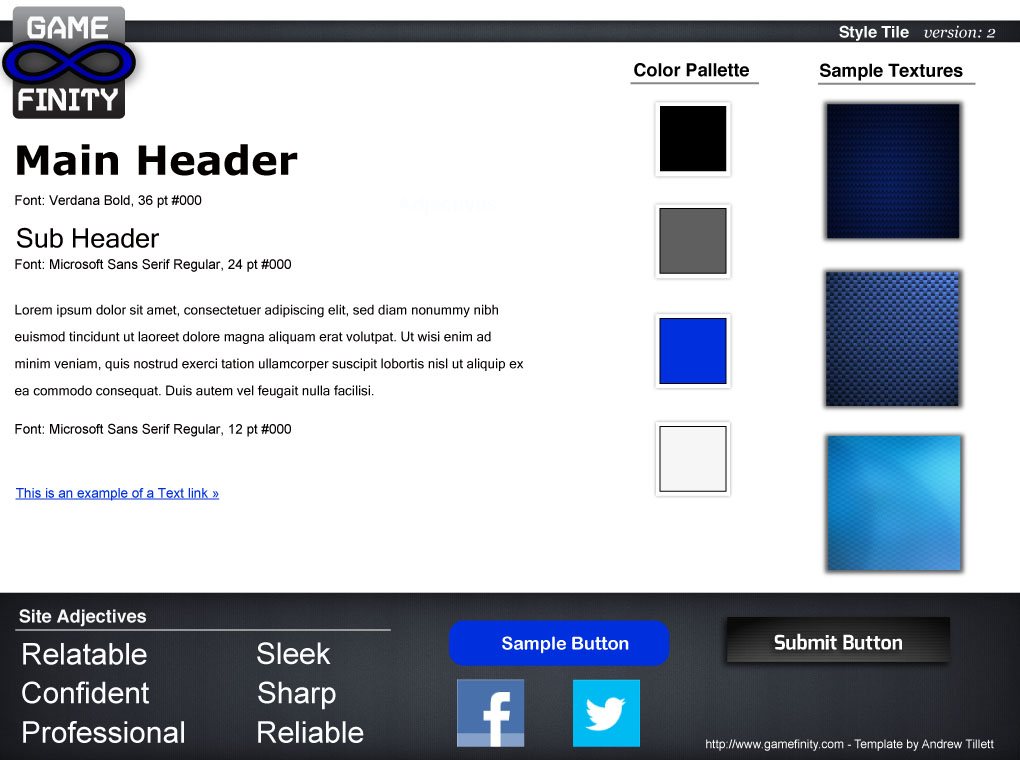 GAME
FINITY
Style Tile version: 2
Color Pallette
Sample Textures
Main Header
Font: Verdana Bold, 36 pt #000
Sub Header
Font: Microsoft Sans Serif Regular, 24 pt #000
Lorem ipsum dolor sit amet, consectetuer adipiscing elit, sed diam nonummy nibh
euismod tincidunt ut laoreet dolore magna aliquam erat volutpat. Ut wisi enim ad
minim veniam, quis nostrud exerci tation ullamcorper suscipit lobortis nisl ut aliquip ex
ea commodo consequat. Duis autem vel feugait nulla facilisi.
Font: Microsoft Sans Serif Regular, 12 pt #000
This is an example of a Text link »
Site Adjectives
Relatable
Confident
Professional
Sleek
Sharp
Reliable
Sample Button
Submit Button
f
http://www.gamefinity.com - Template by Andrew Tillett